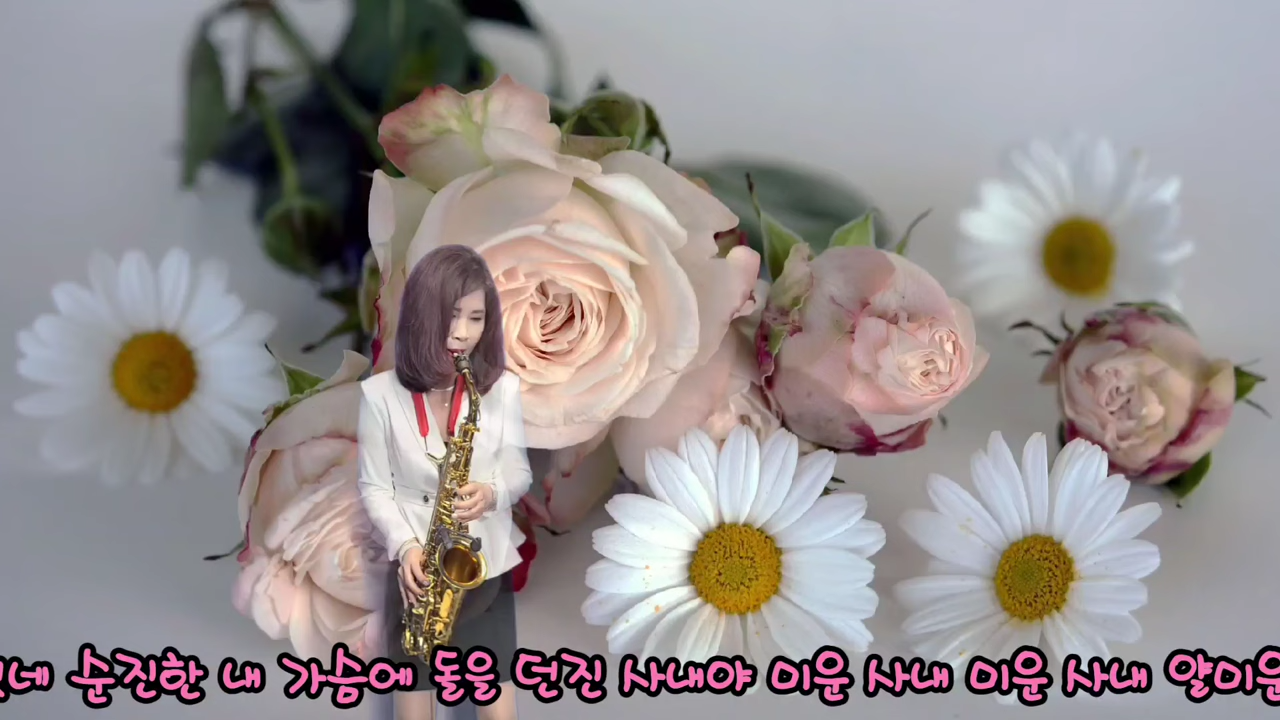 네 순진한 내 가슴에 돌을 던진 사내야 미운 사내 미운 사내 얄미운